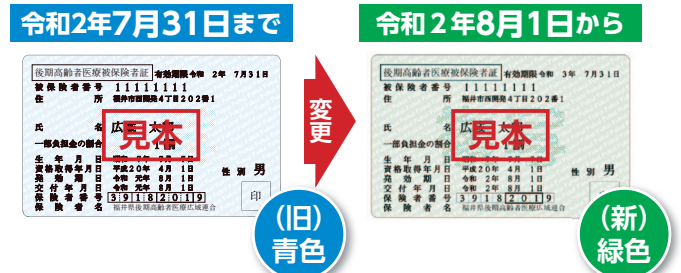 令和2年7月31日まで
後期高齢者医療被保険者証 有効期限 令和 2年 7月31日
被保険者番号 11111111
住所 福井市西開発4丁目202番1
氏名 広 太
見本
一部負担金の割合
生年月日
資格取得年月日 平成20年 4月 1日
発効期日 令和 元年 8月 1日
交付年月日 令和 元年 8月 1日
性別 男
保険者番号 39182019
保険者名 福井県後期高齢者医療広域連合
印
(旧)
青色
変更
令和2年8月1日から
後期高齢者医療被保険者証 有効期限 令和 3年 7月31日
被保険者番号 11111111
住所 福井市西開発4丁目202番1
氏名 広 太
見本
一部負担金の割合
生年月日
資格取得年月日 平成20年 4月 1日
発効期日 令和 2年 8月 1日
交付年月日 令和 2年 8月 1日
性別 男
保険者番号 39182019
保険者名 福井県後期高齢者医療広域連合
印
(新)
緑色